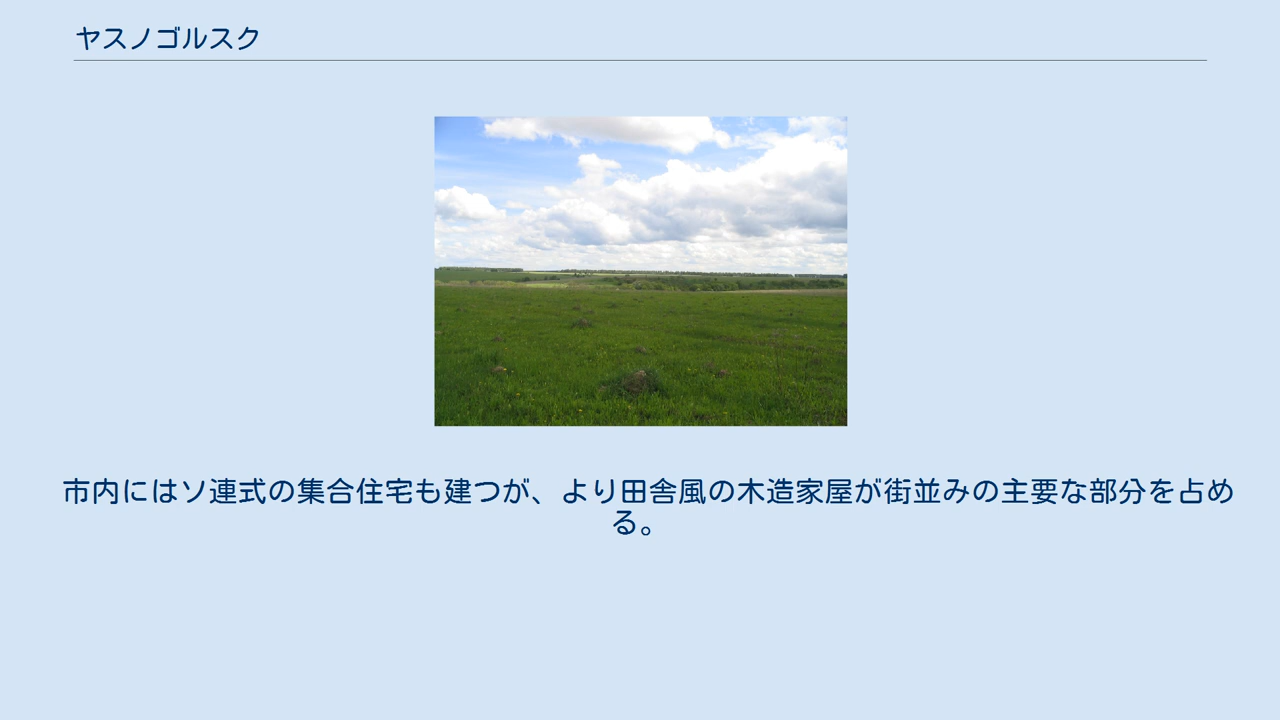 ヤスノゴルスク
市内にはソ連式の集合住宅も建つが、より田舎風の木造家屋が街並みの主要な部分を占め
る。